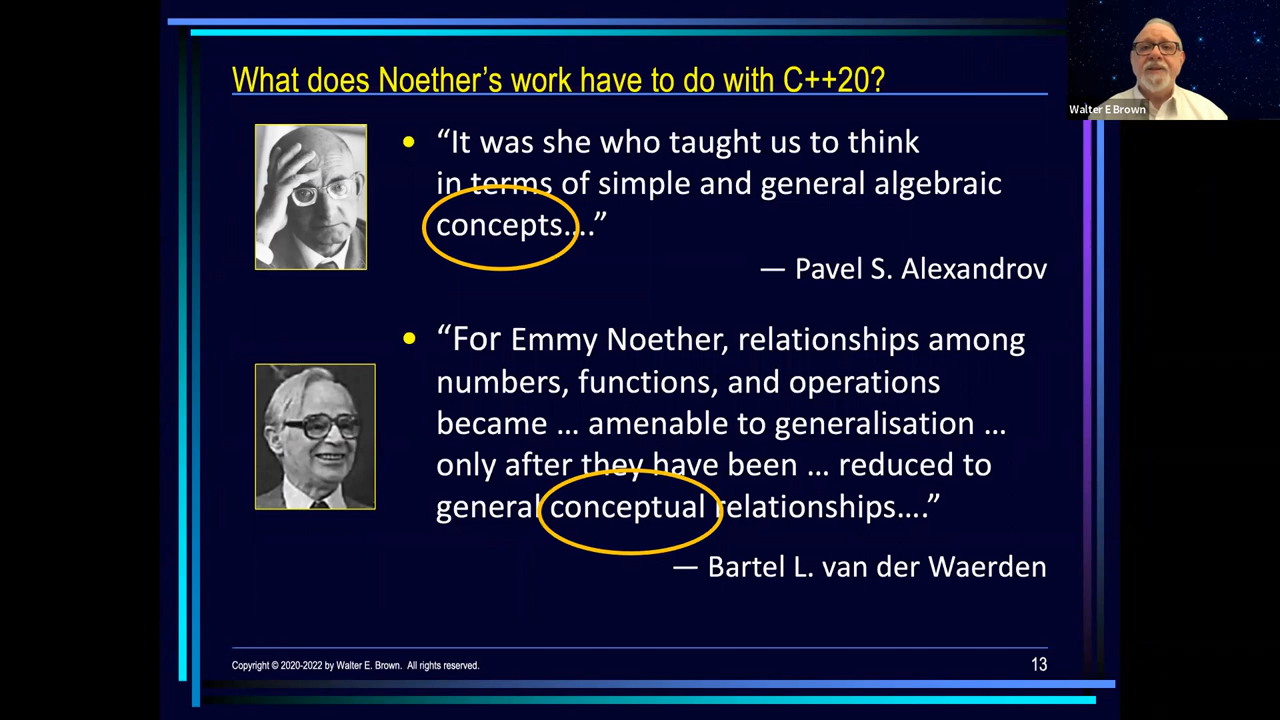 What does Noether’s work have to do with C++20?
Walter E Brown
• “It was she who taught us to think
in terms of simple and general algebraic
concepts….”
— Pavel S. Alexandrov
• “For Emmy Noether, relationships among
numbers, functions, and operations
became … amenable to generalisation …
only after they have been … reduced to
general conceptual relationships….”
— Bartel L. van der Waerden
Copyright © 2020-2022 by Walter E. Brown. All rights reserved.
13